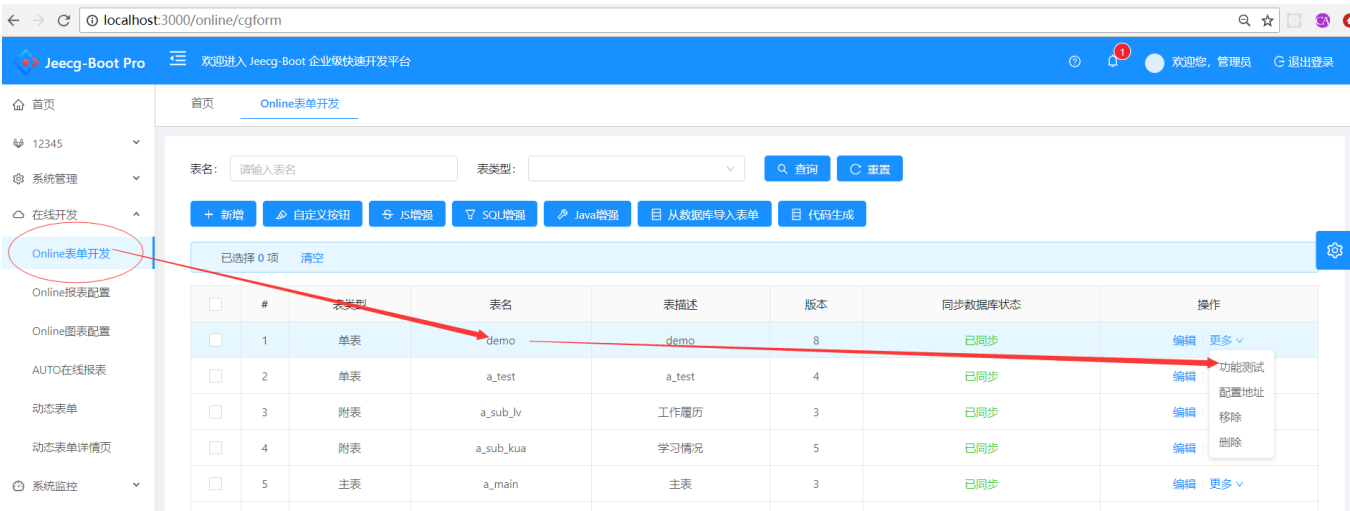 localhost:3000/online/cgform
Jeecg-Boot Pro
欢迎进入 Jeecg-Boot 企业级快速开发平台
1
欢迎您，管理员
退出登录
首页
12345
系统管理
在线开发
Online表单开发
Online报表配置
Online图表配置
AUTO在线报表
动态表单
动态表单详情页
系统监控
首页 Online表单开发
表名： 请输入表名 表类型： 查询 重置
新增 自定义按钮 JS增强 SQL增强 Java增强 从数据库导入表单 代码生成
已选择 0 项 清空
# 表类型 表名 表描述 版本 同步数据库状态 操作
1 单表 demo demo 8 已同步 编辑 更多
2 单表 a_test a_test 4 已同步 编辑
3 附表 a_sub_lv 工作履历 3 已同步 编辑
4 附表 a_sub_kua 学习情况 5 已同步 编辑
5 主表 a_main 主表 3 已同步 编辑 更多
功能测试
配置地址
移除
删除